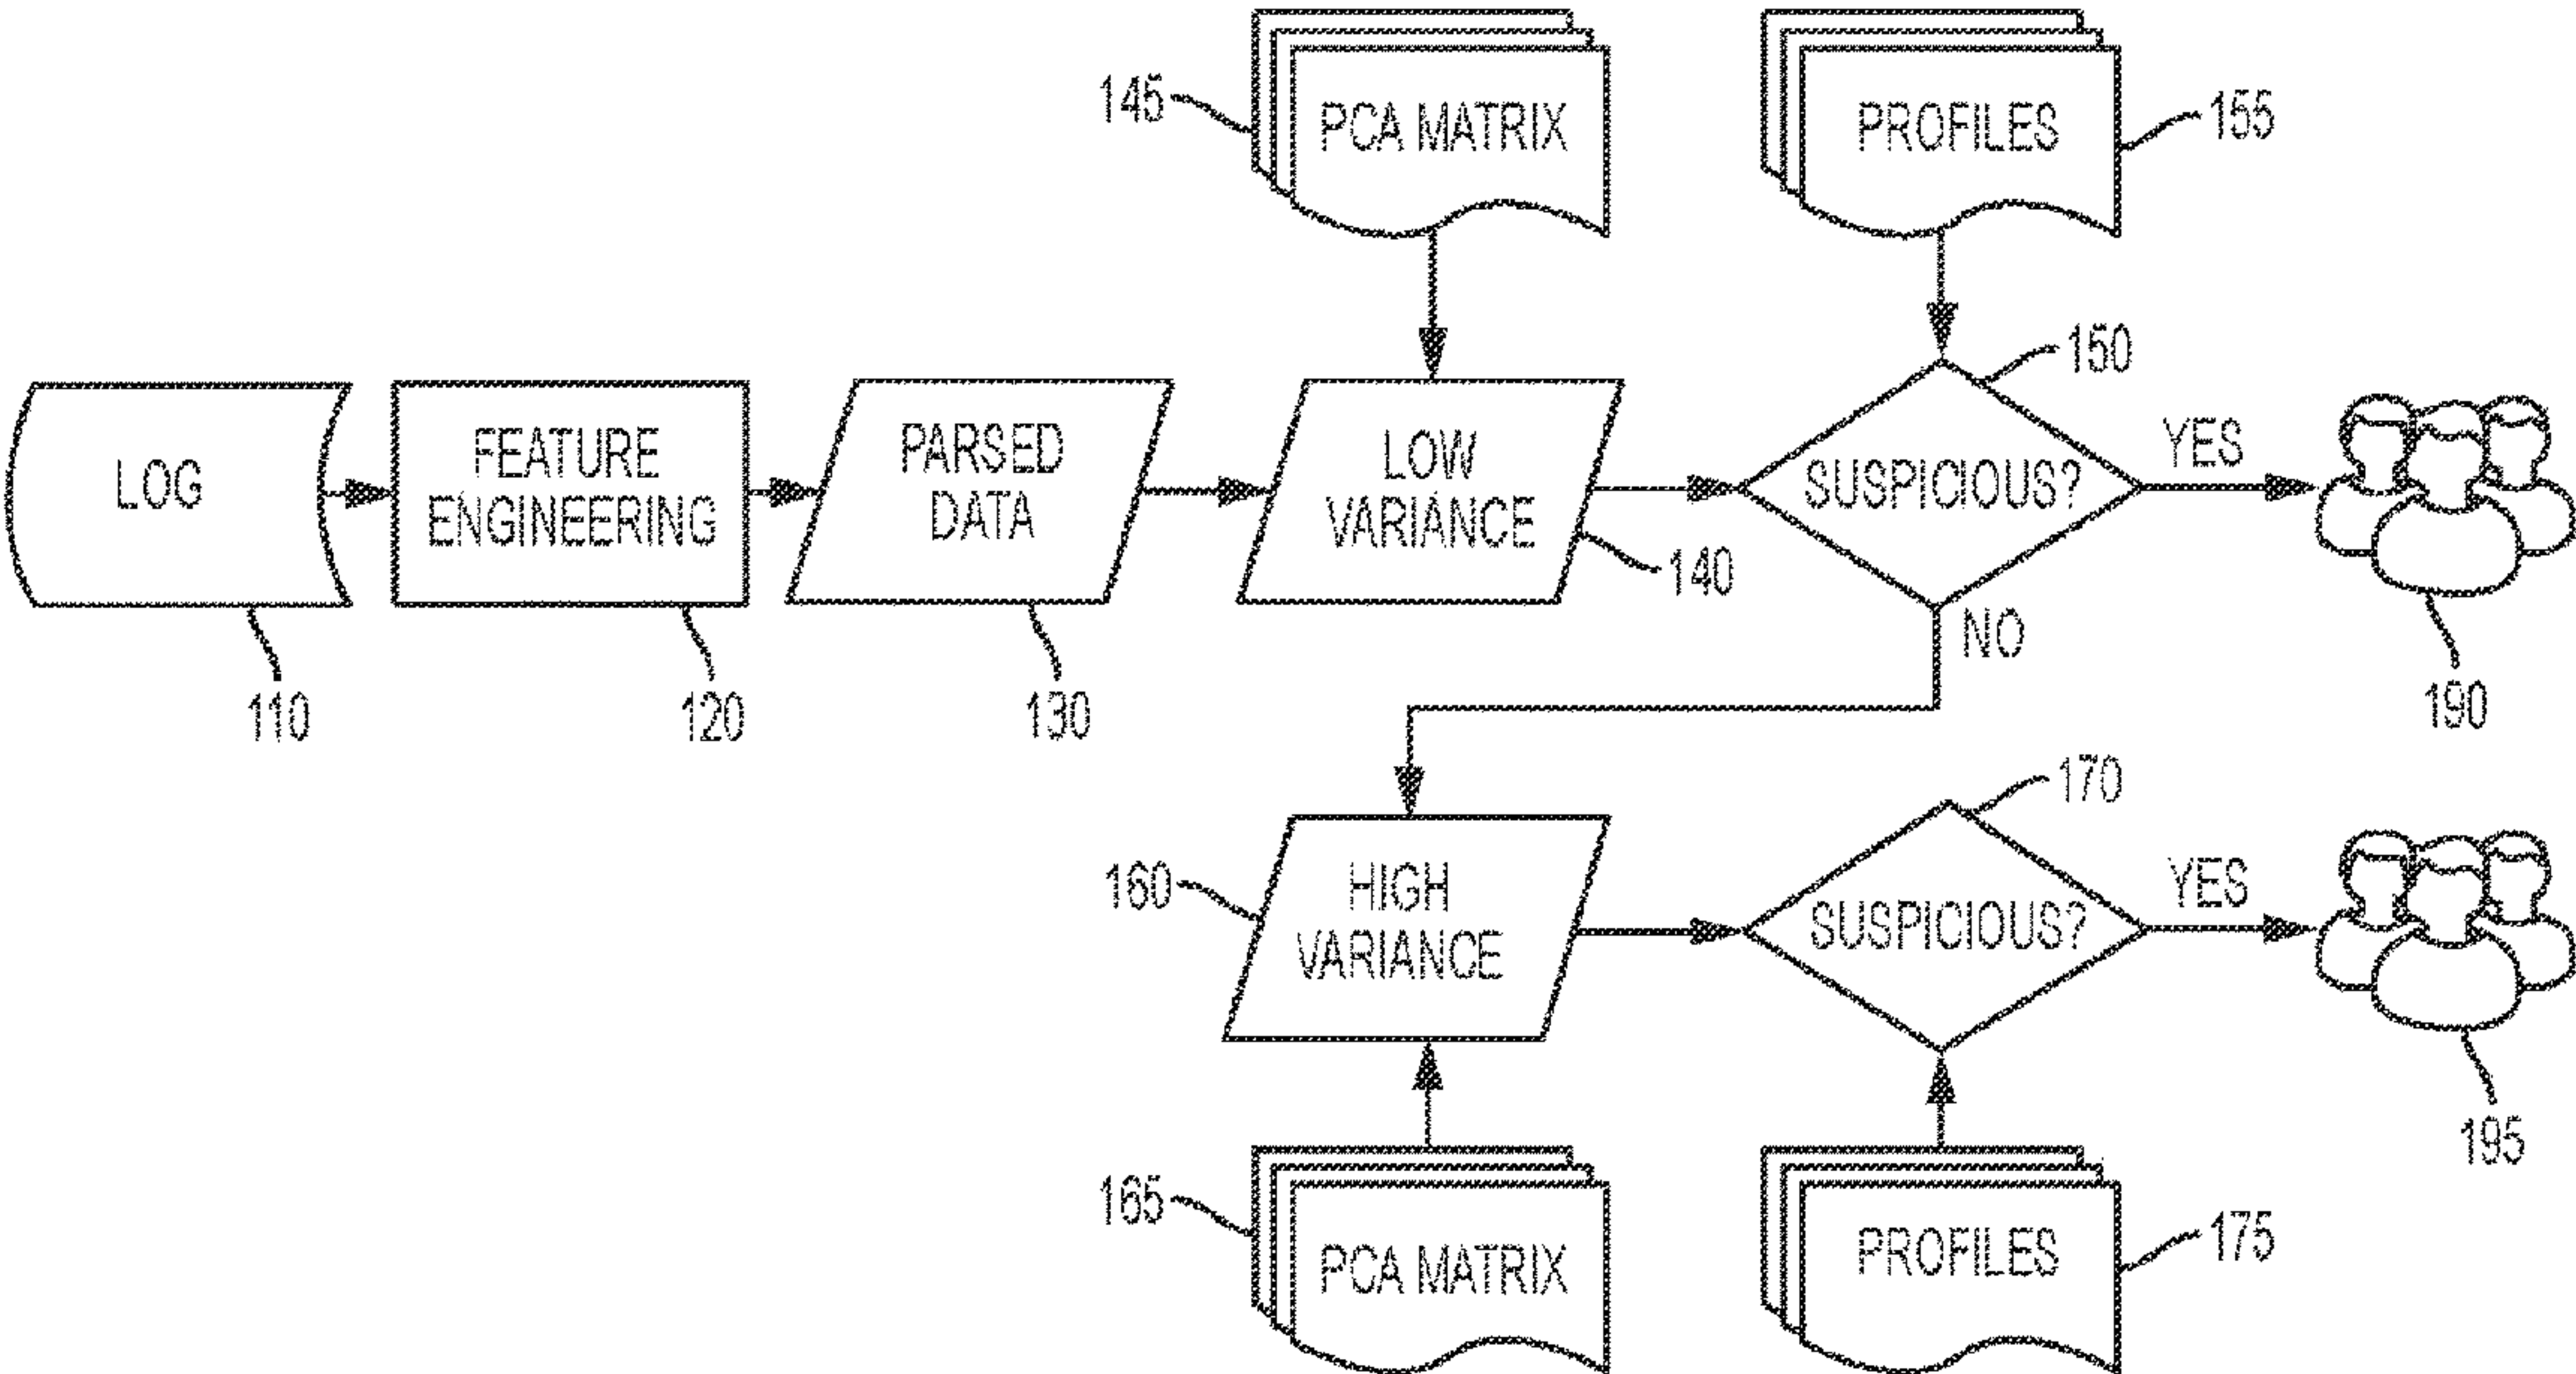 145
PCA MATRIX
PROFILES
155
150
LOG
FEATURE
ENGINEERING
PARSED
DATA
LOW
VARIANCE
SUSPICIOUS?
YES
140
NO
110
120
130
190
170
160
HIGH
VARIANCE
SUSPICIOUS?
YES
195
165
PCA MATRIX
PROFILES
175